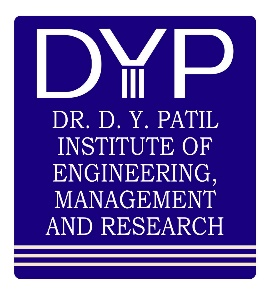 DYP
DR. D. Y. PATIL
INSTITUTE OF
ENGINEERING,
MANAGEMENT
AND RESEARCH